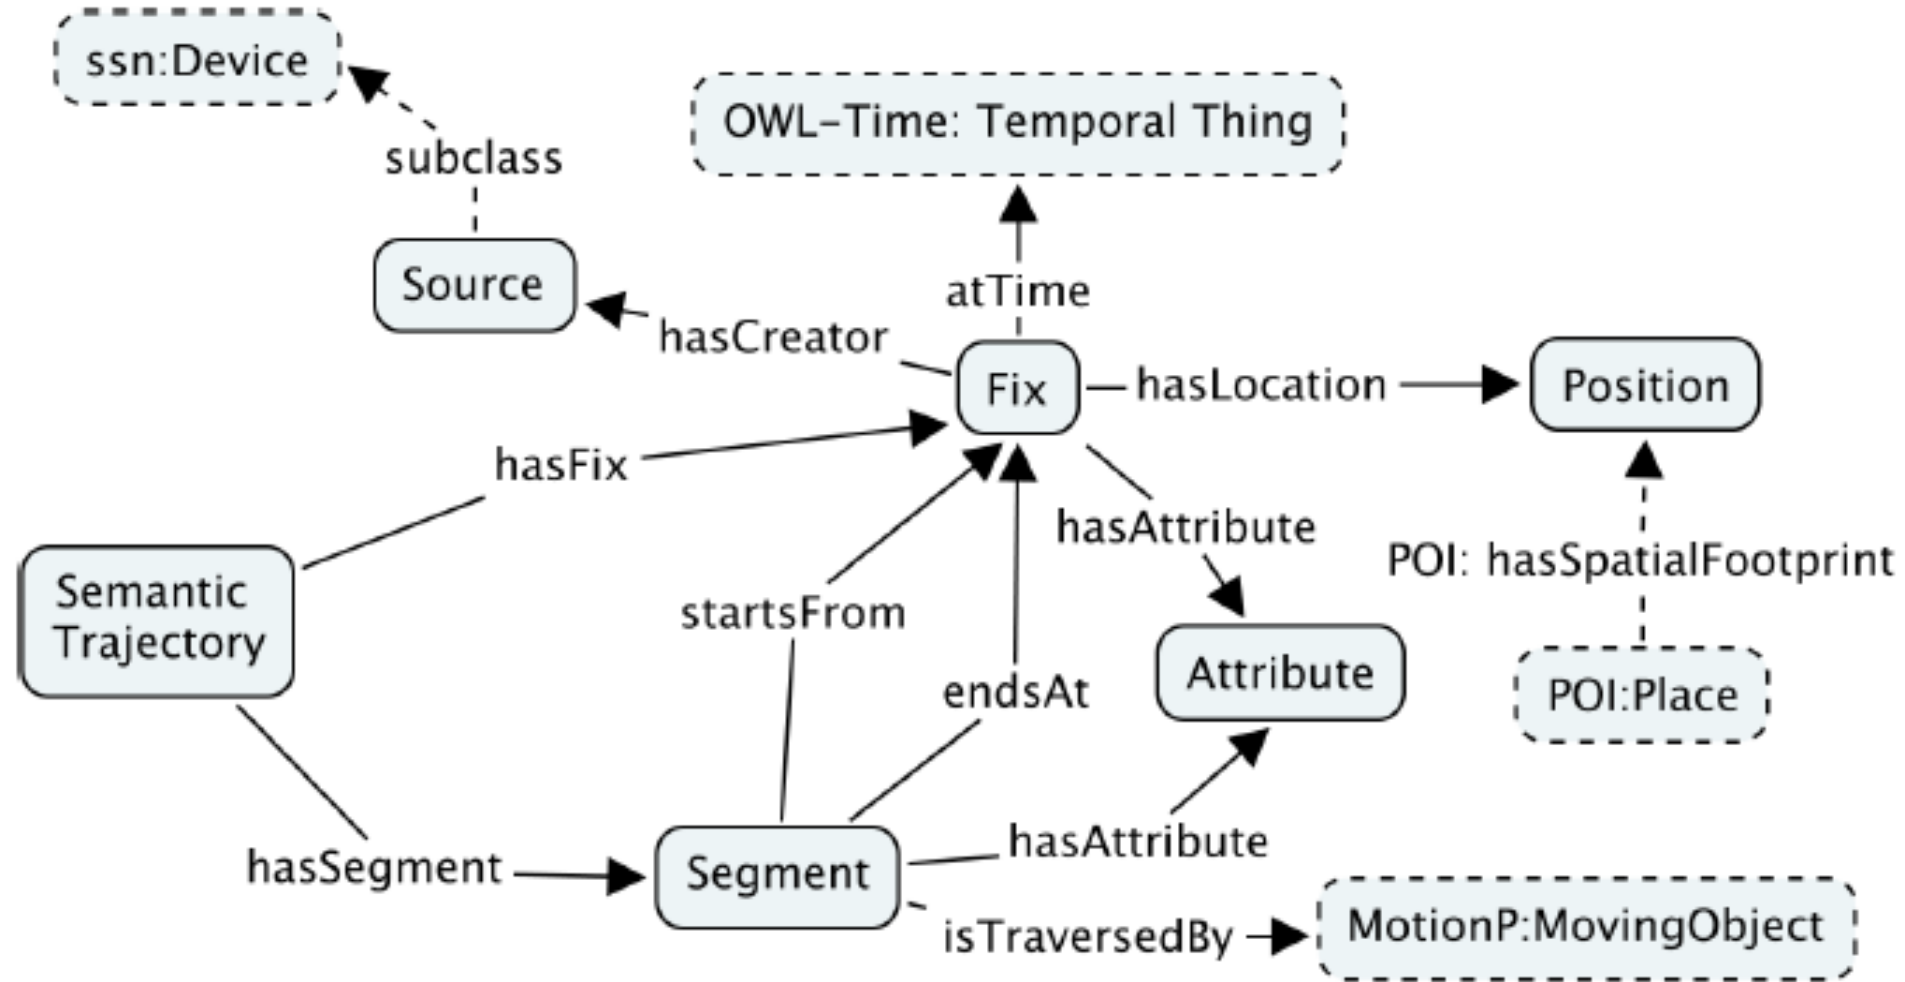 ssn:Device
OWL-Time: Temporal Thing
subclass
Source
atTime
hasCreator
Fix
hasLocation
Position
hasFix
hasAttribute
POI: hasSpatialFootprint
Semantic
Trajectory
startsFrom
endsAt
Attribute
POI:Place
hasSegment
Segment
hasAttribute
isTraversedBy
MotionP:MovingObject